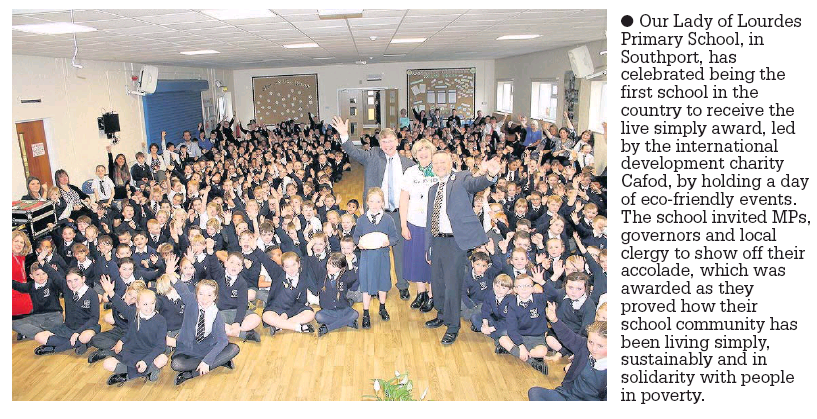 ● Our Lady of Lourdes
Primary School, in
Southport, has
celebrated being the
first school in the
country to receive the
live simply award, led
by the international
development charity
Cafod, by holding a day
of eco-friendly events.
The school invited MPs,
governors and local
clergy to show off their
accolade, which was
awarded as they
proved how their
school community has
been living simply,
sustainably and in
solidarity with people
in poverty.